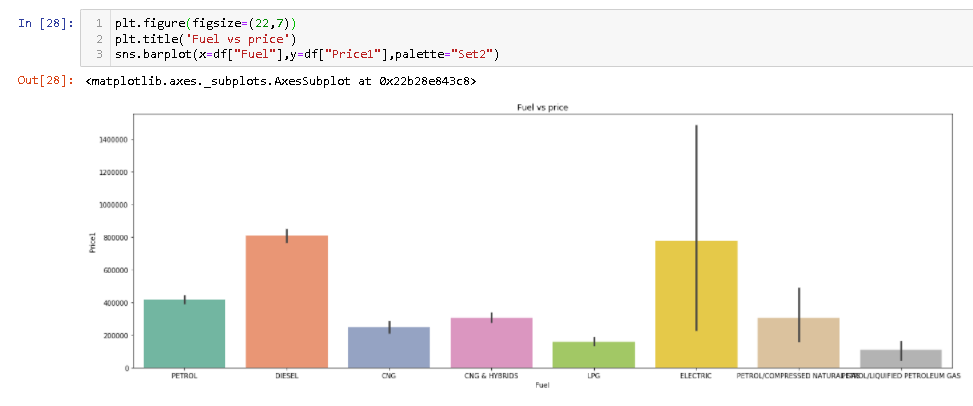 In [28]:
1 plt.figure(figsize=(22,7))
2 plt.title('Fuel vs price')
3 sns.barplot(x=df["Fuel"],y=df["Price1"],palette="Set2")
Out[28]: <matplotlib.axes._subplots.AxesSubplot at 0x22b28e843c8>
Fuel vs price
1400000
1200000
1000000
800000
600000
400000
200000
0
Price1
PETROL DIESEL CNG CNG & HYBRIDS LPG ELECTRIC PETROL/COMPRESSED NATURAL PETROL/LIQUIFIED PETROLEUM GAS
Fuel